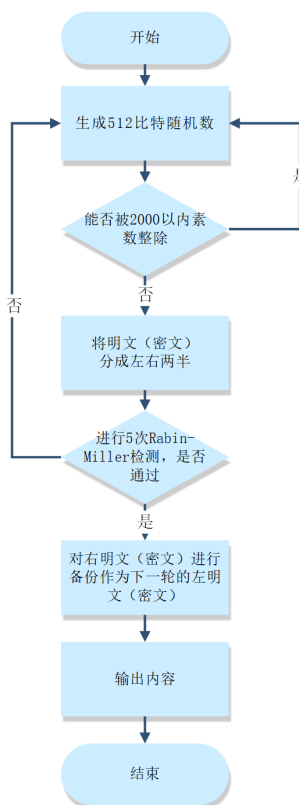 开始
生成512比特随机数
能否被2000以内素
数整除
是
否
将明文（密文）
分成左右两半
否
进行5次Rabin-
Miller检测，是否
通过
是
对右明文（密文）进行
备份作为下一轮的左明
文（密文）
输出内容
结束